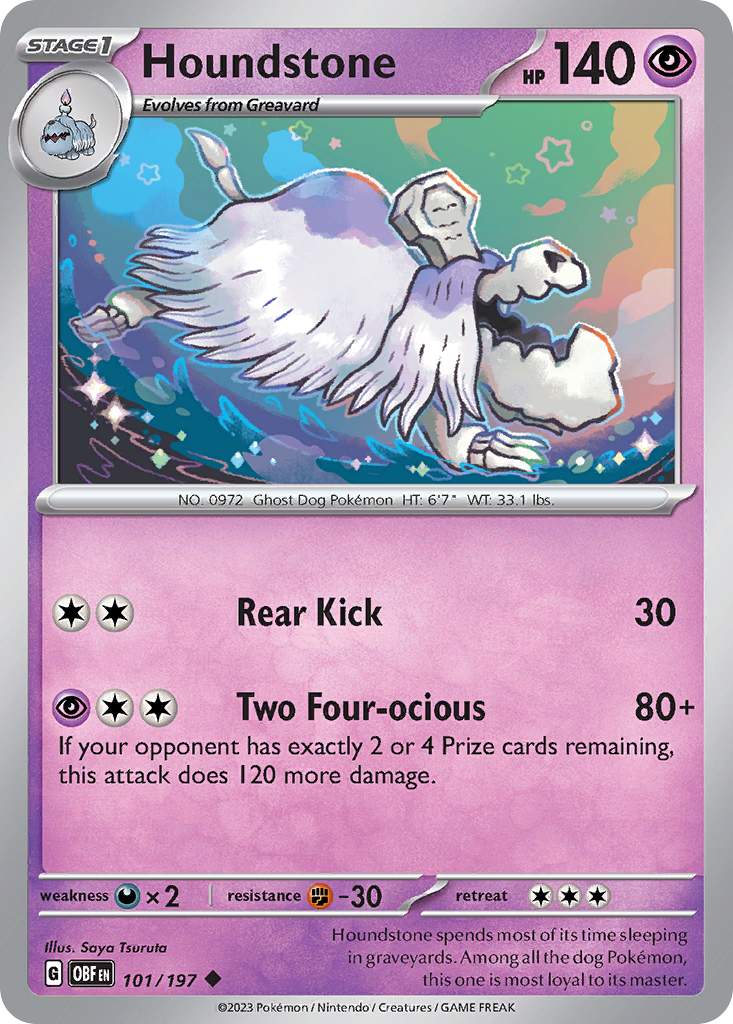 STAGE1
Houndstone
HP 140
Evolves from Greavard
NO. 0972 Ghost Dog Pokémon HT: 6'7" WT: 33.1 lbs.
Rear Kick 30
Two Four-ocious 80+
If your opponent has exactly 2 or 4 Prize cards remaining,
this attack does 120 more damage.
weakness ×2 resistance -30 retreat
Illus. Saya Tsuruta
Houndstone spends most of its time sleeping
in graveyards. Among all the dog Pokémon,
this one is most loyal to its master.
G OBF EN 101/197
©2023 Pokémon / Nintendo / Creatures / GAME FREAK